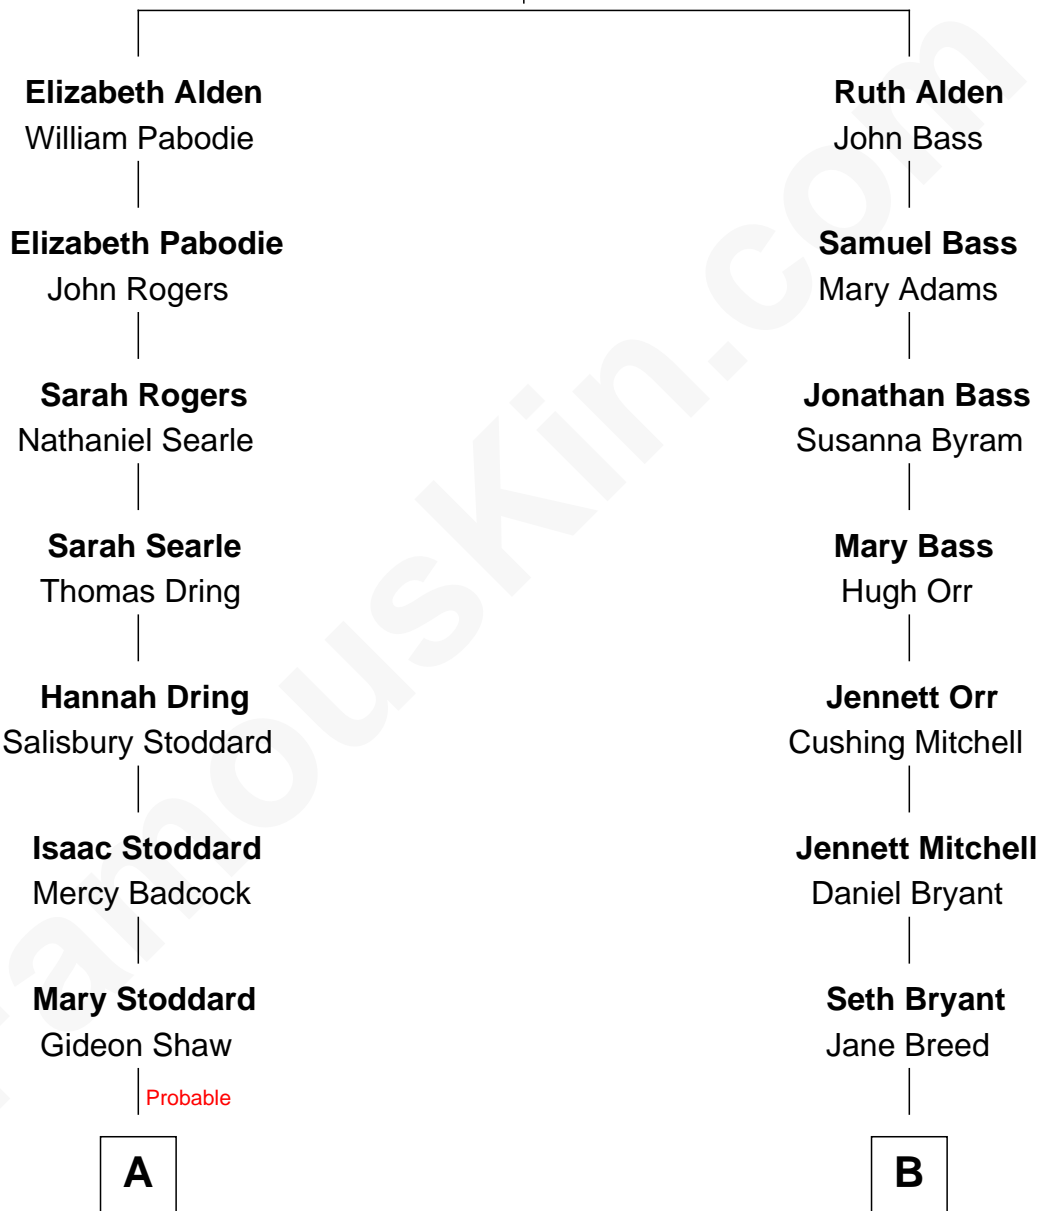 Elizabeth Alden
William Pabodie
Elizabeth Pabodie
John Rogers
Sarah Rogers
Nathaniel Searle
Sarah Searle
Thomas Dring
Hannah Dring
Salisbury Stoddard
Isaac Stoddard
Mercy Badcock
Mary Stoddard
Gideon Shaw
Probable
A
Ruth Alden
John Bass
Samuel Bass
Mary Adams
Jonathan Bass
Susanna Byram
Mary Bass
Hugh Orr
Jennett Orr
Cushing Mitchell
Jennett Mitchell
Daniel Bryant
Seth Bryant
Jane Breed
B
FamousKin.com